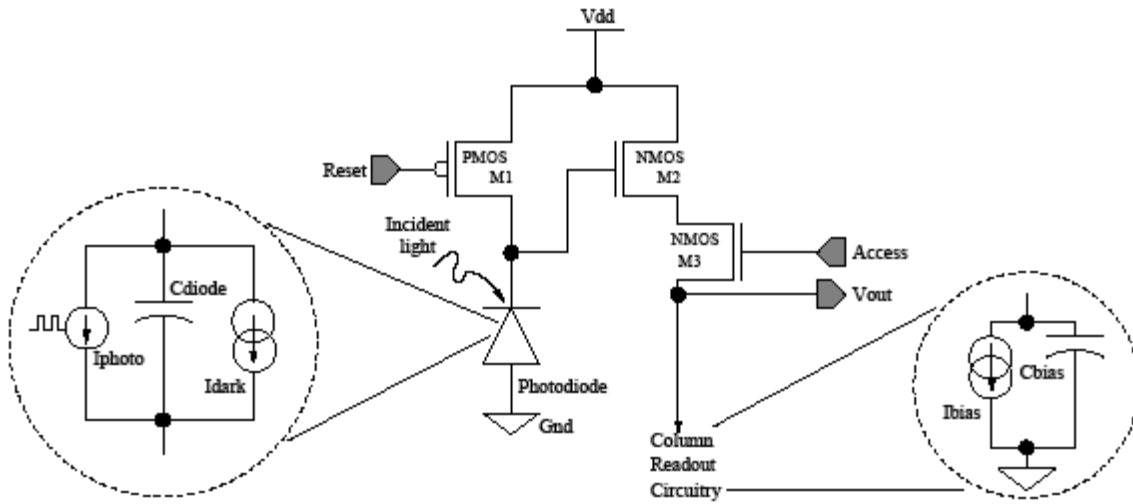 Vdd
PMOS
M1
NMOS
M2
Reset
Incident
light
NMOS
M3
Access
Vout
Cdiode
Iphoto
Idark
Photodiode
Gnd
Cbias
Ibias
Column
Readout
Circuitry